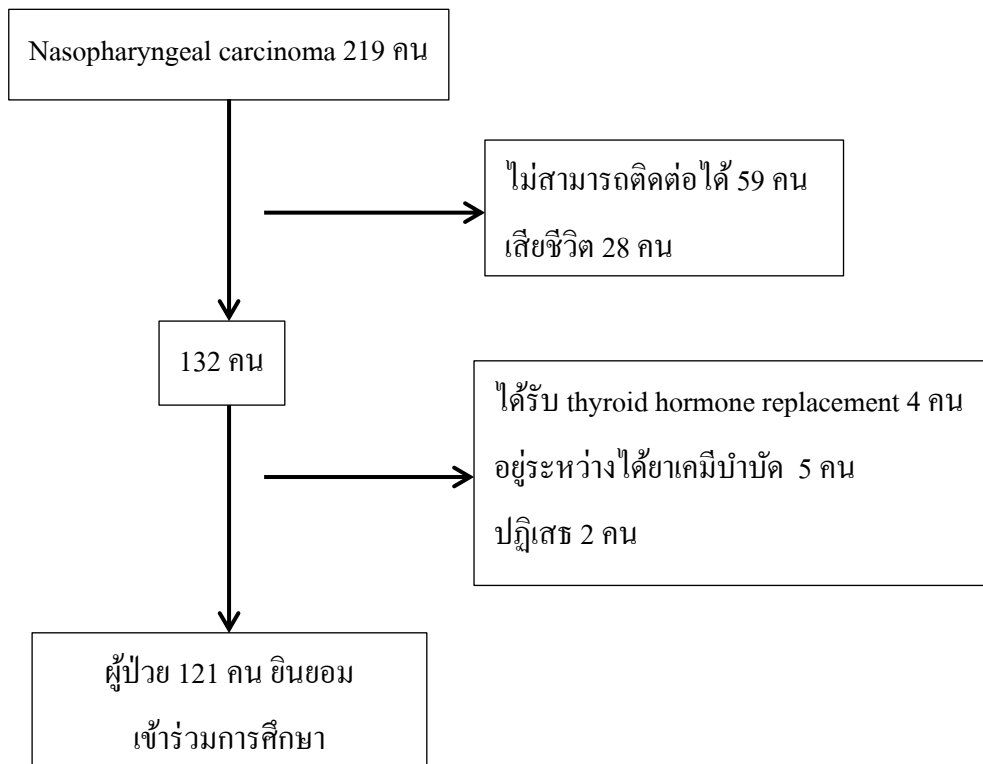 Nasopharyngeal carcinoma 219 คน
ไม่สามารถติดต่อได้ 59 คน
เสียชีวิต 28 คน
132 คน
ได้รับ thyroid hormone replacement 4 คน
อยู่ระหว่างได้ยาเคมีบำบัด 5 คน
ปฏิเสธ 2 คน
ผู้ป่วย 121 คน ยินยอม
เข้าร่วมการศึกษา